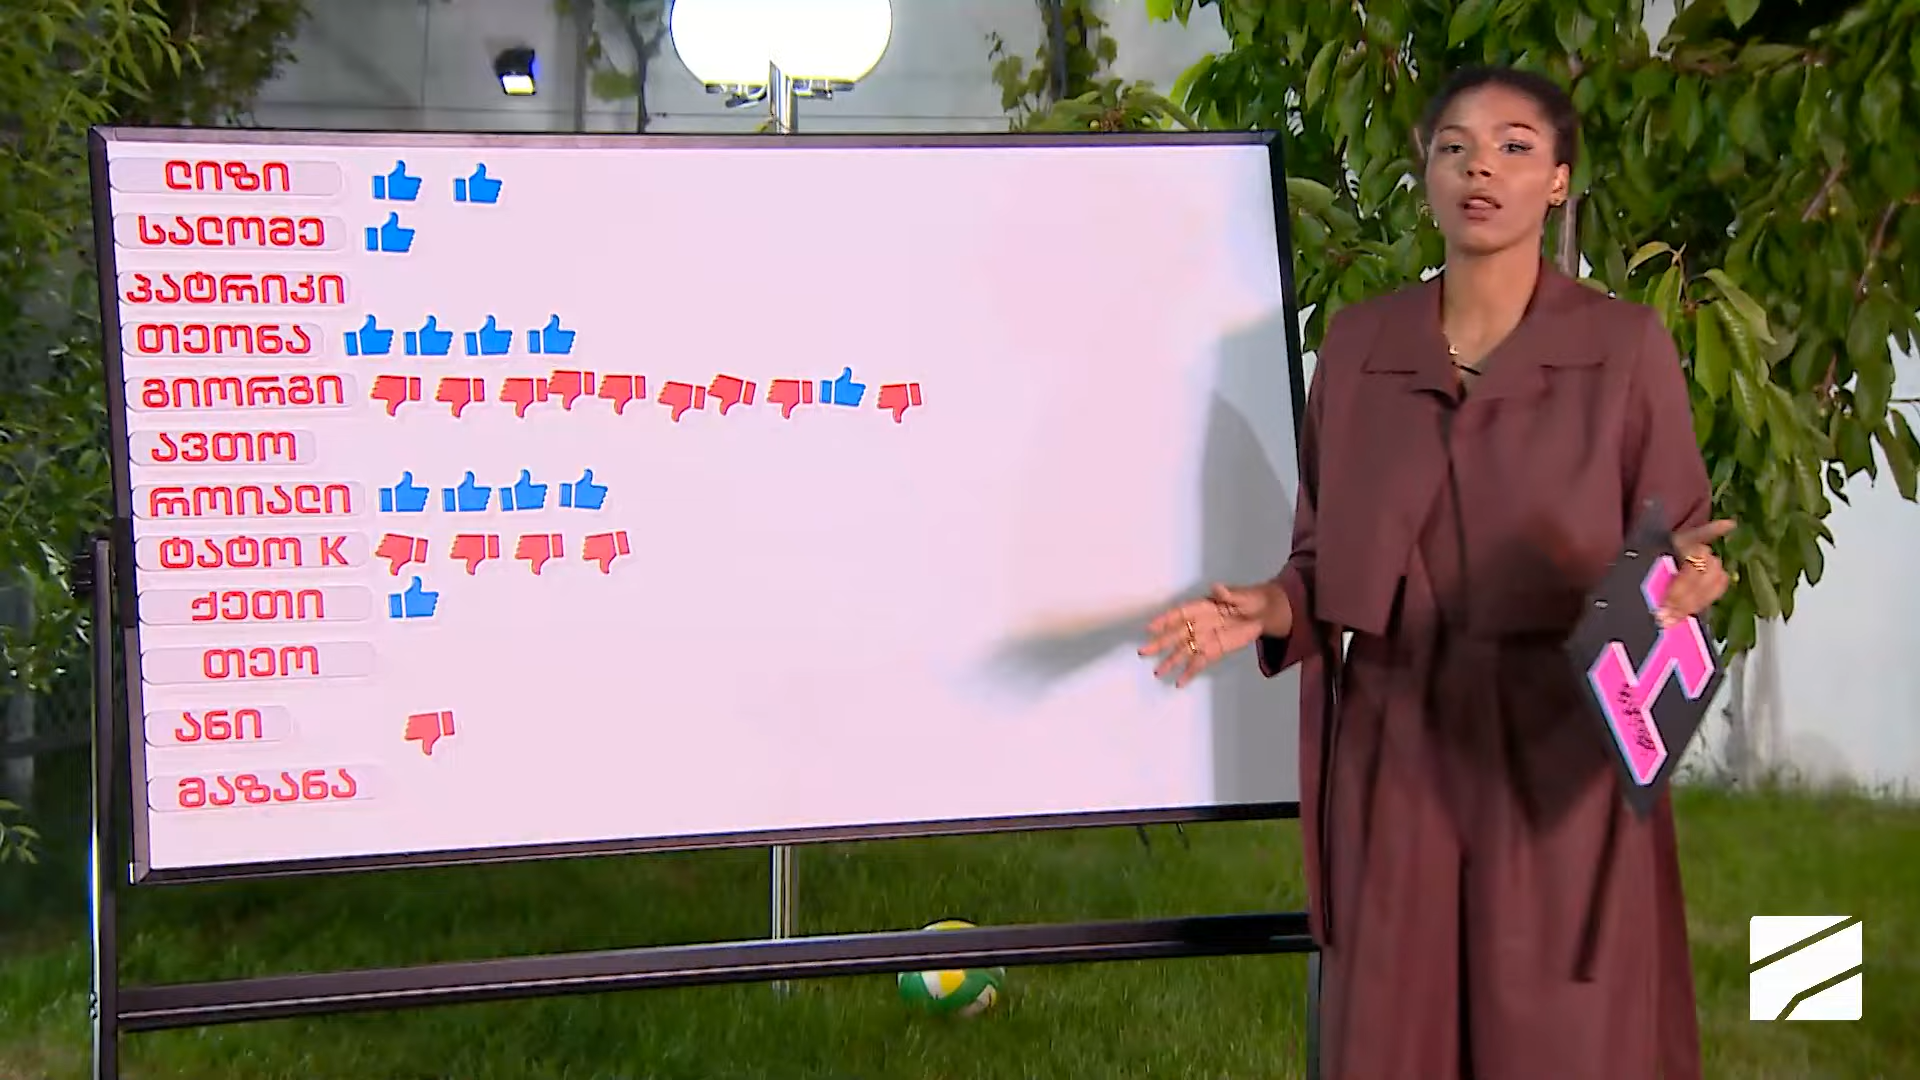 ლიზი
სალომე
პატრიკი
თეონა
გიორგი
ავთო
როიალი
ტატო K
ქეთი
თეო
ანი
მაზანა